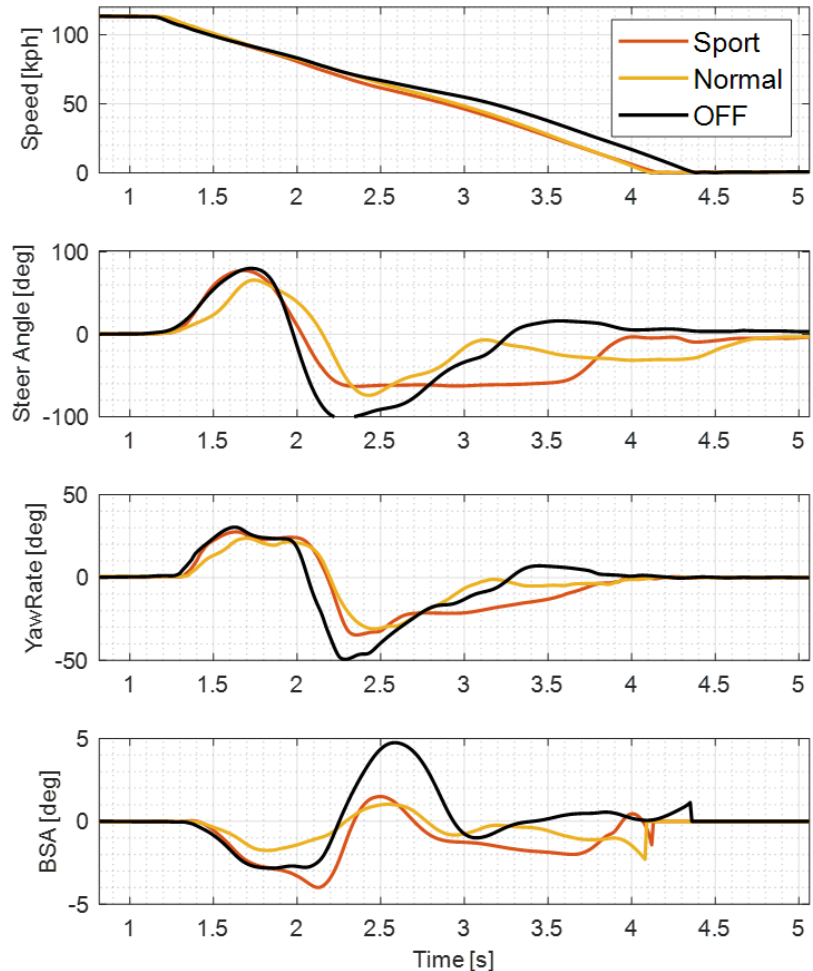 Speed [kph]
100
50
0
Sport
Normal
OFF
1 1.5 2 2.5 3 3.5 4 4.5 5
Steer Angle [deg]
100
0
-100
1 1.5 2 2.5 3 3.5 4 4.5 5
YawRate [deg]
50
0
-50
1 1.5 2 2.5 3 3.5 4 4.5 5
BSA [deg]
5
0
-5
1 1.5 2 2.5 3 3.5 4 4.5 5
Time [s]